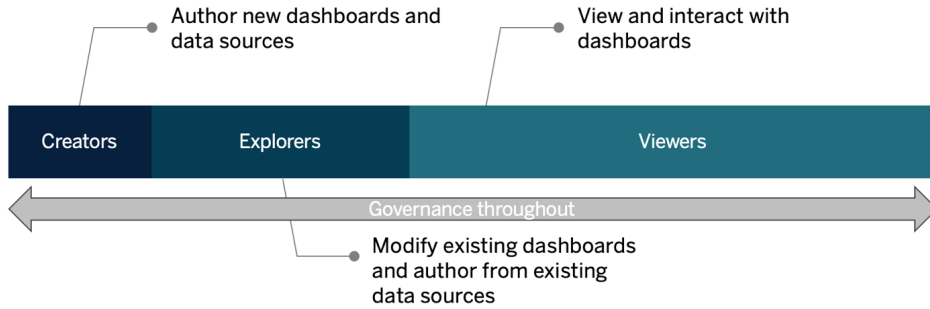 Author new dashboards and
data sources
View and interact with
dashboards
Creators
Explorers
Viewers
Governance throughout
Modify existing dashboards
and author from existing
data sources